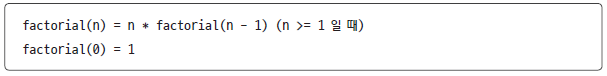 factorial(n) = n * factorial(n - 1) (n >= 1 일 때)
factorial(0) = 1